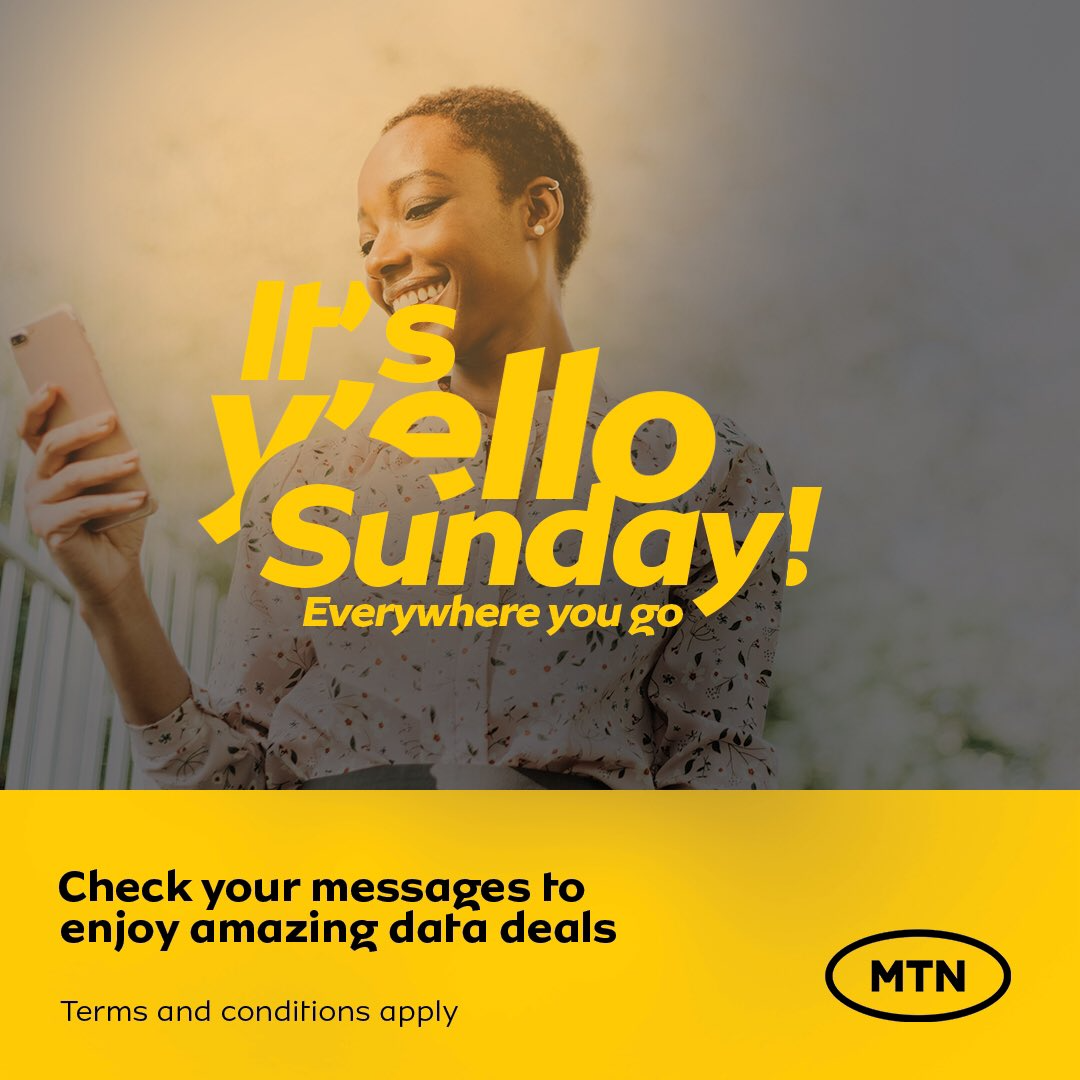 It's
y'ello
Sunday!
Everywhere you go
Check your messages to
enjoy amazing data deals
Terms and conditions apply
MTN